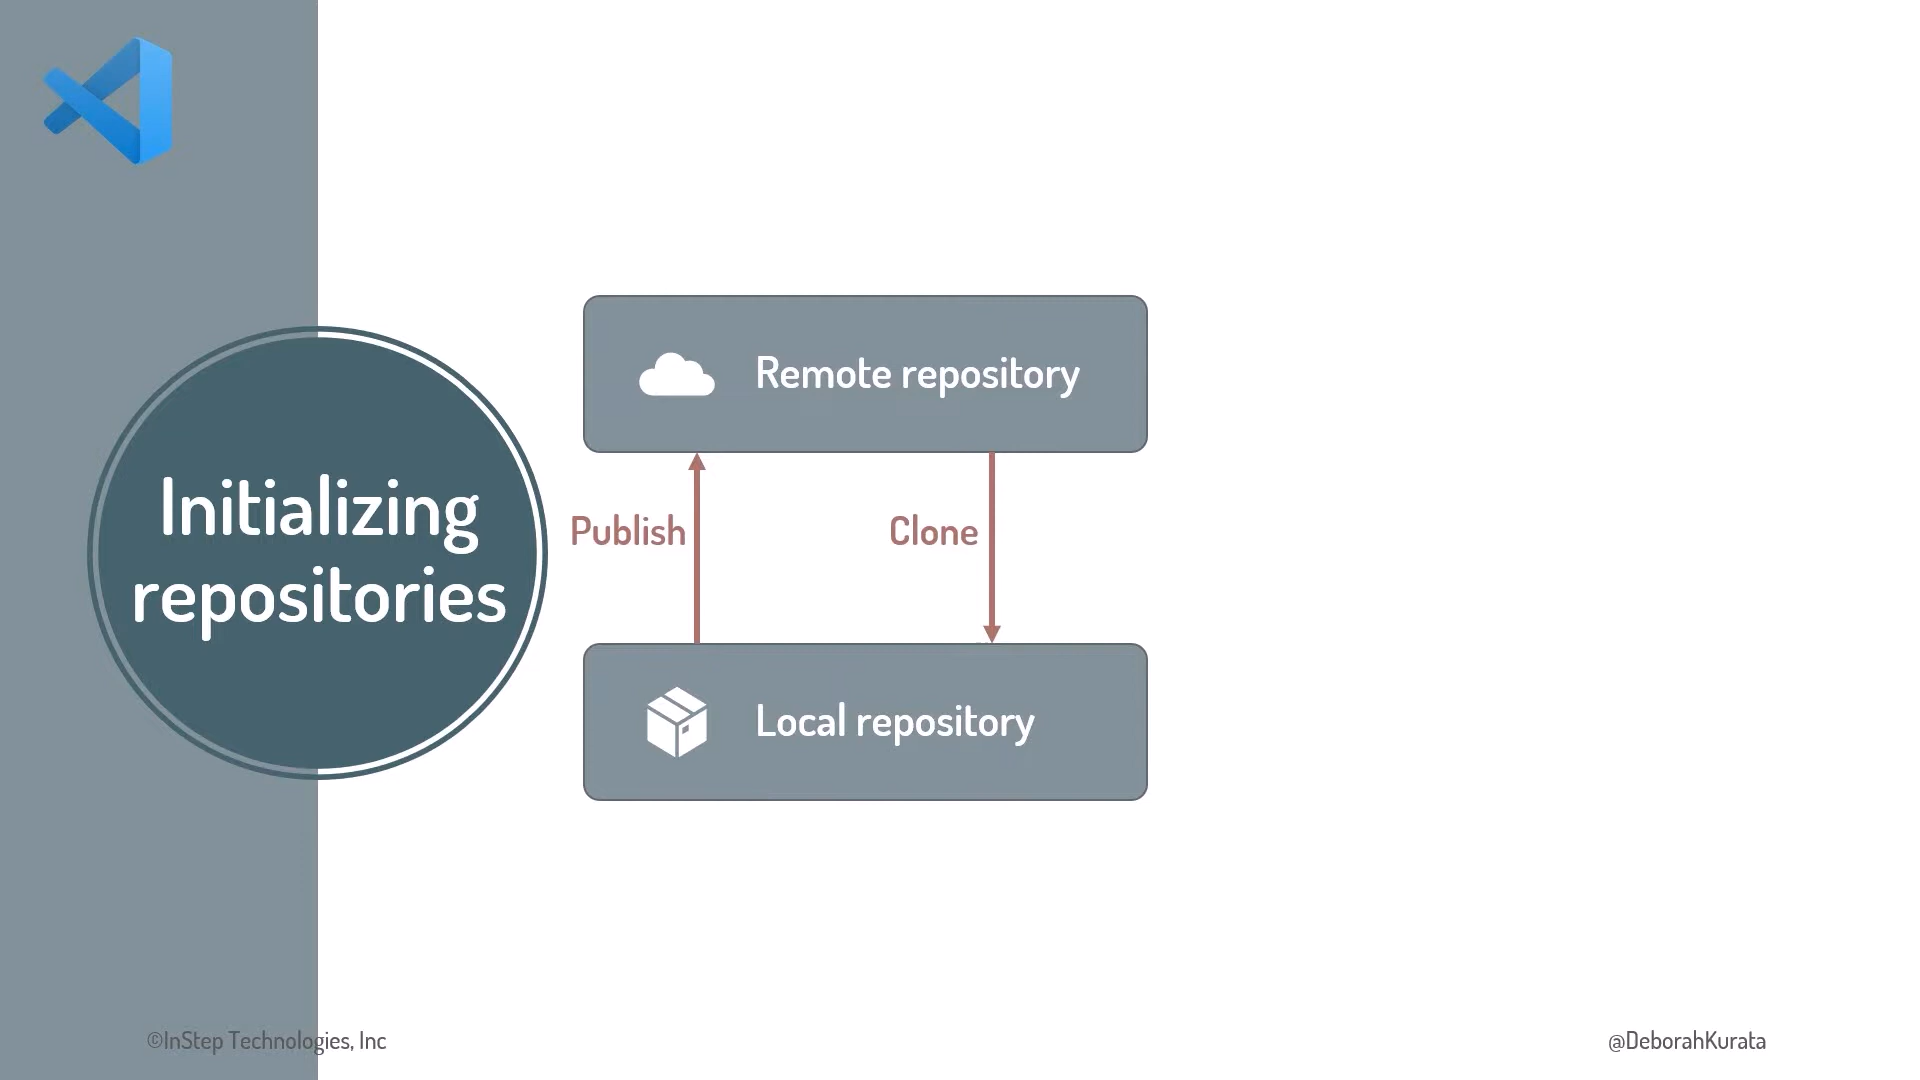 Initializing
repositories
Remote repository
Publish
Clone
Local repository
©InStep Technologies, Inc
@DeborahKurata